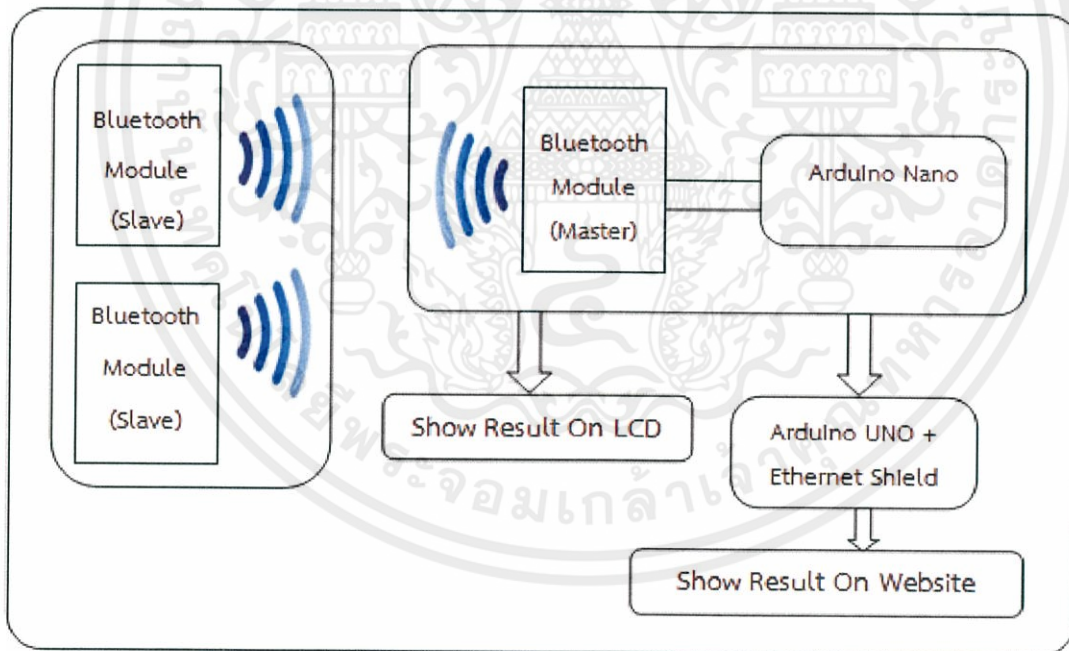 Bluetooth
Module
(Slave)
Bluetooth
Module
(Slave)
Bluetooth
Module
(Master)
Arduino Nano
Show Result On LCD
Arduino UNO +
Ethernet Shield
Show Result On Website